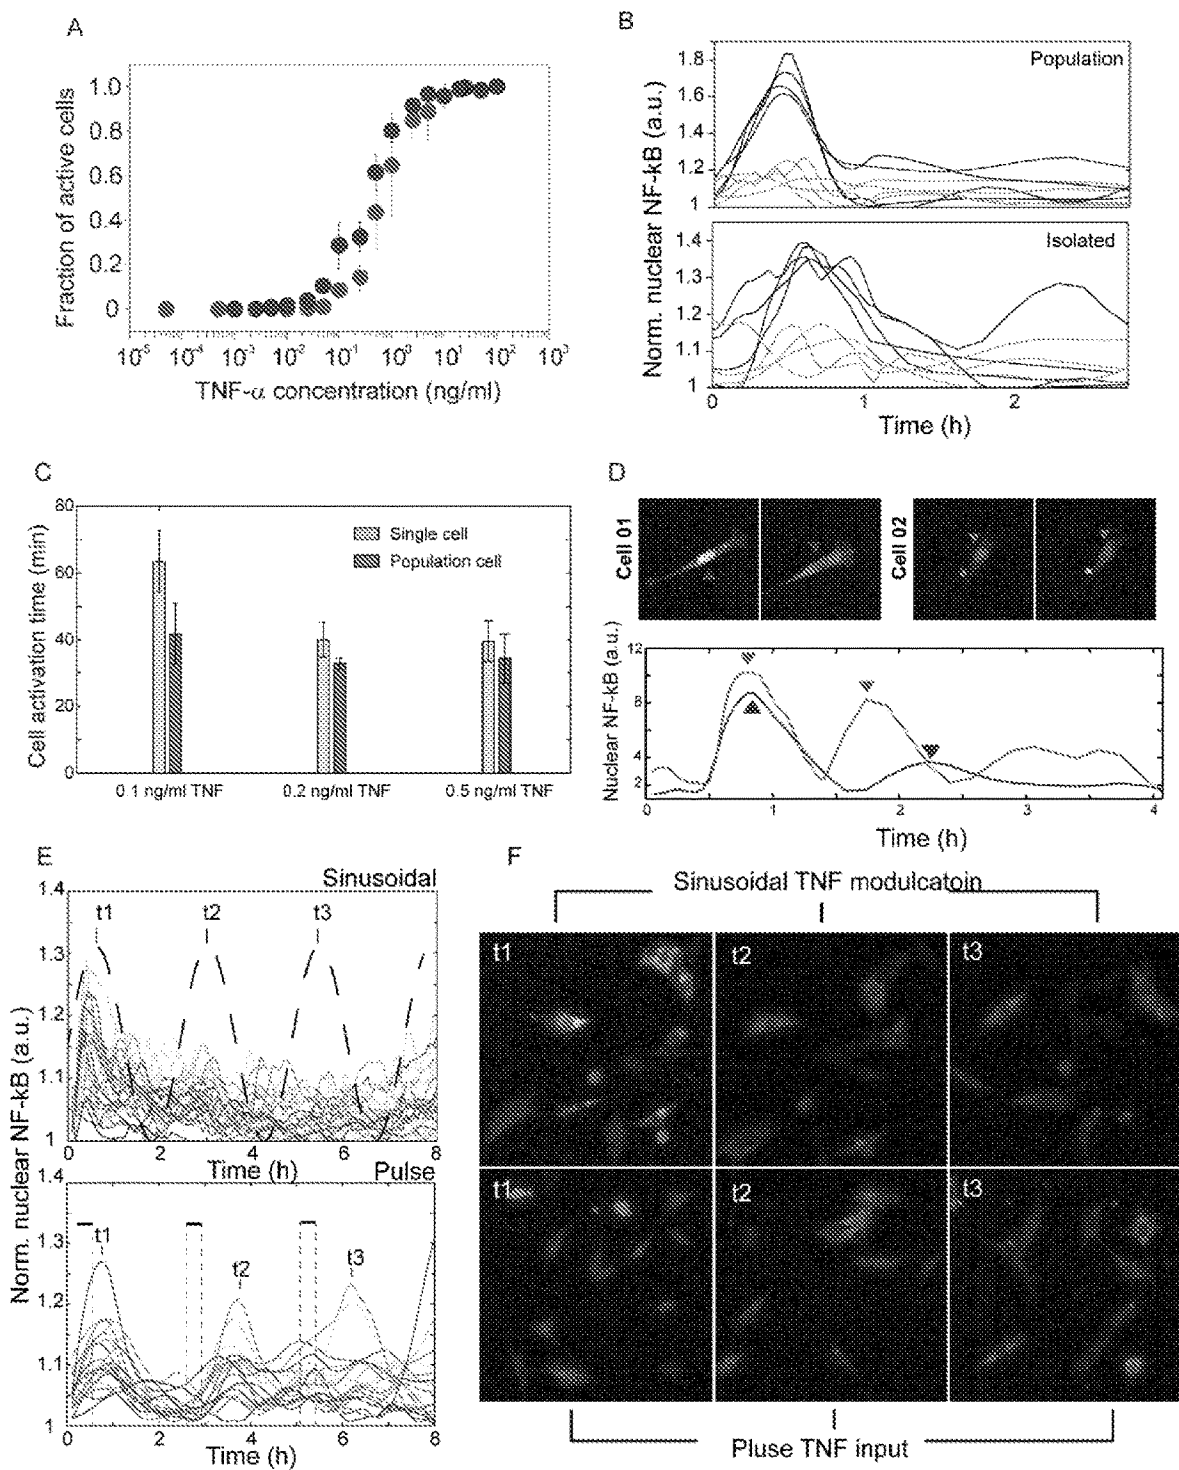 A
Fraction of active cells
1.0
0.8
0.6
0.4
0.2
0
10-5 10-4 10-3 10-2 10-1 100 101 102 103
TNF-α concentration (ng/ml)
B
Norm. nuclear NF-kB (a.u.)
Population
1.8
1.6
1.4
1.2
1
Isolated
1.4
1.3
1.2
1.1
1
0 1 2
Time (h)
C
Cell activation time (min)
80
60
40
20
0
Single cell
Population cell
0.1 ng/ml TNF 0.2 ng/ml TNF 0.5 ng/ml TNF
D
Cell 01
Cell 02
Nuclear NF-kB (a.u.)
12
8
4
2
0 1 2 3 4
Time (h)
E
Sinusoidal
Norm. nuclear NF-kB (a.u.)
1.4
1.3
1.2
1.1
1
t1 t2 t3
0 2 4 6 8
Time (h)
Pulse
1.4
1.3
1.2
1.1
1
t1
t2
t3
0 2 4 6 8
Time (h)
F
Sinusoidal TNF modulcatoin
t1 t2 t3
t1 t2 t3
Pluse TNF input